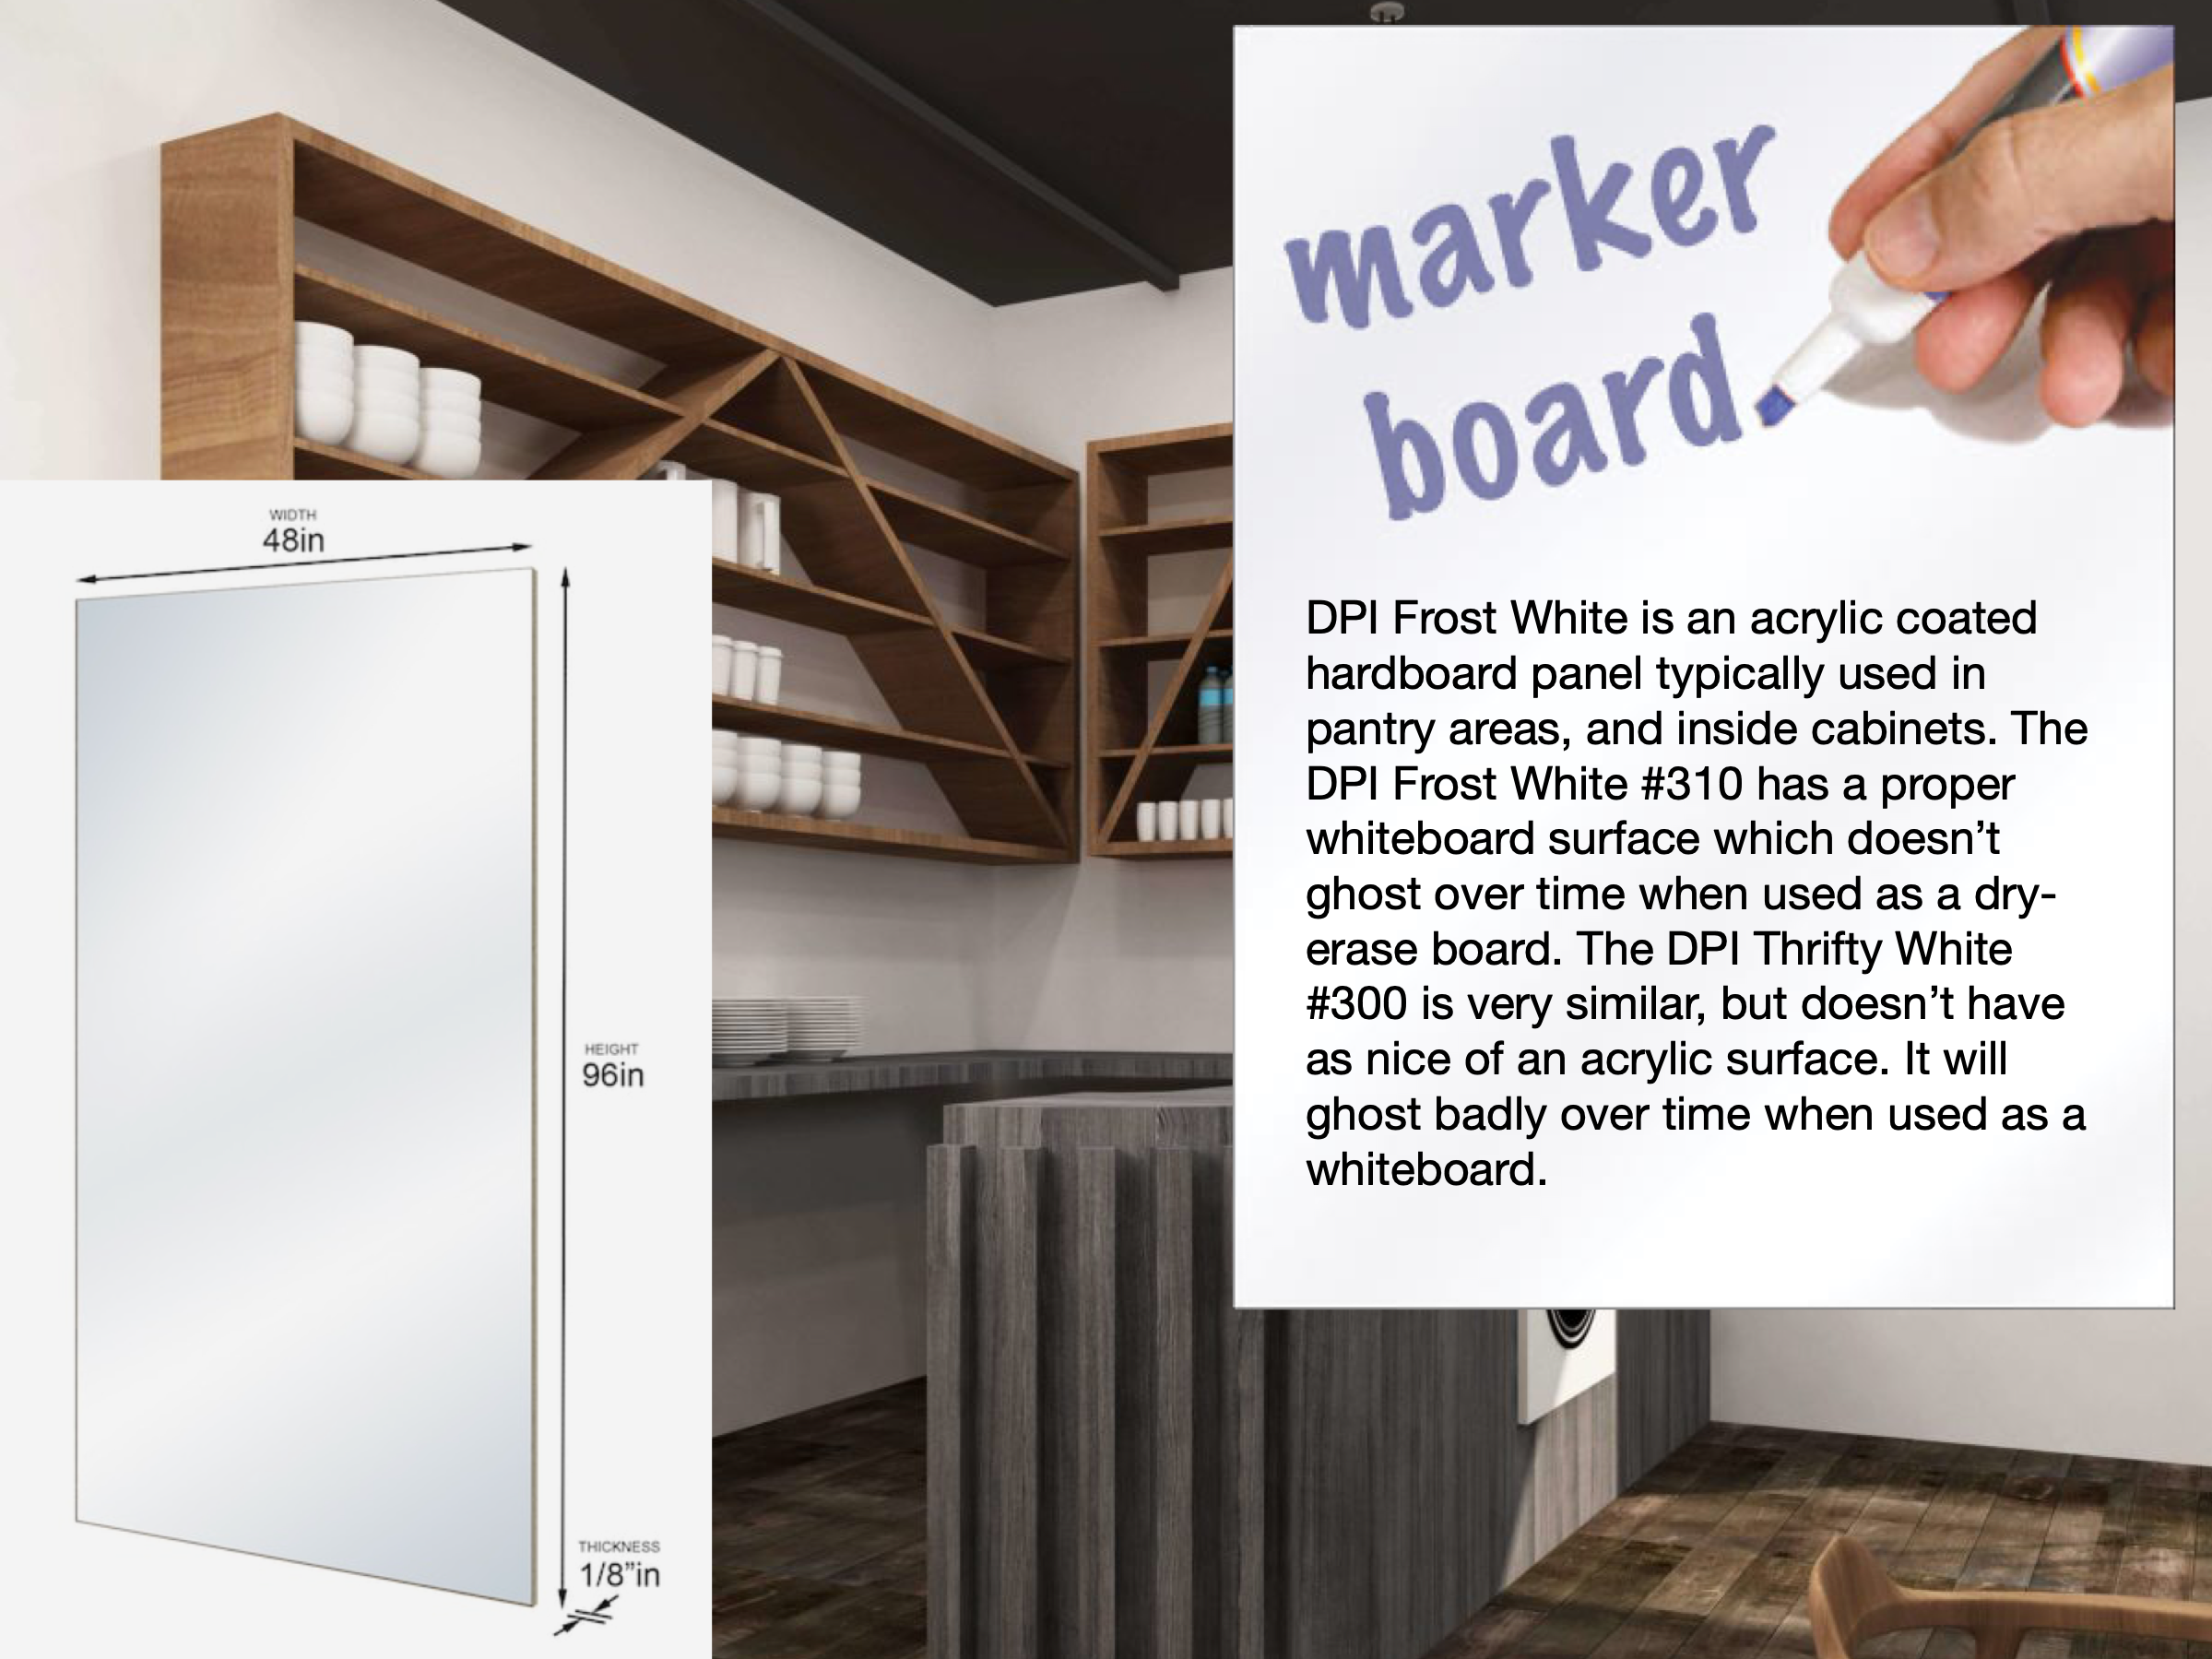 marker
board
WIDTH
48in
HEIGHT
96in
THICKNESS
1/8”in
DPI Frost White is an acrylic coated
hardboard panel typically used in
pantry areas, and inside cabinets. The
DPI Frost White #310 has a proper
whiteboard surface which doesn’t
ghost over time when used as a dry-
erase board. The DPI Thrifty White
#300 is very similar, but doesn’t have
as nice of an acrylic surface. It will
ghost badly over time when used as a
whiteboard.